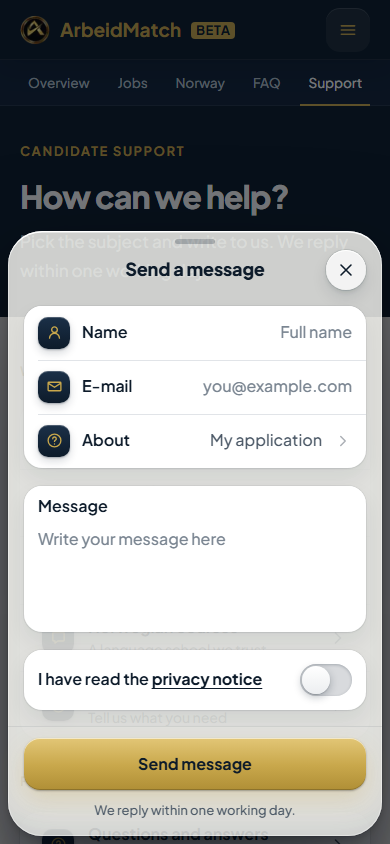 ArbeidMatch BETA
Overview Jobs Norway FAQ Support
CANDIDATE SUPPORT
How can we help?
Pick the subject and write to us. We reply
within one
Send a message
Name Full name
E-mail you@example.com
About My application
Message
Write your message here
I have read the privacy notice
Tell us what you need
Send message
We reply within one working day.
Questions and answers